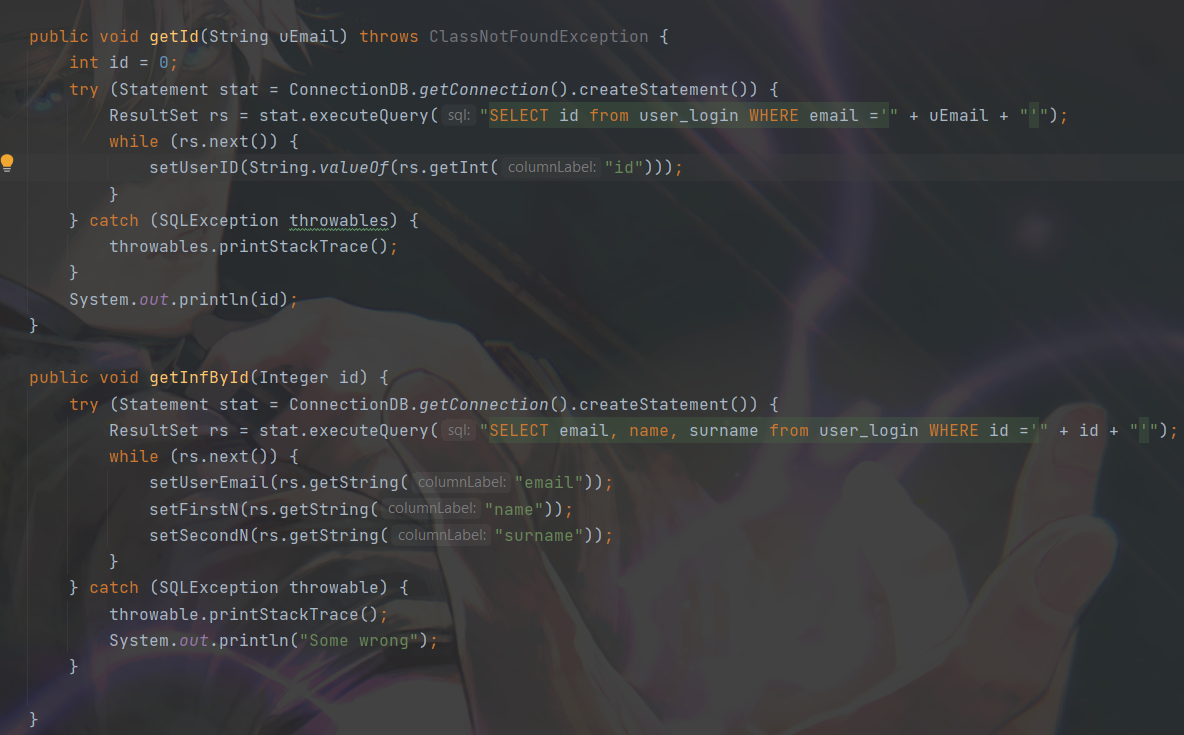 public void getId(String uEmail) throws ClassNotFoundException {
    int id = 0;
    try (Statement stat = ConnectionDB.getConnection().createStatement()) {
        ResultSet rs = stat.executeQuery( sql: "SELECT id from user_login WHERE email ='" + uEmail + "'");
        while (rs.next()) {
            setUserID(String.valueOf(rs.getInt( columnLabel: "id")));
        }
    } catch (SQLException throwables) {
        throwables.printStackTrace();
    }
    System.out.println(id);
}
public void getInfById(Integer id) {
    try (Statement stat = ConnectionDB.getConnection().createStatement()) {
        ResultSet rs = stat.executeQuery( sql: "SELECT email, name, surname from user_login WHERE id ='" + id + "'");
        while (rs.next()) {
            setUserEmail(rs.getString( columnLabel: "email"));
            setFirstN(rs.getString( columnLabel: "name"));
            setSecondN(rs.getString( columnLabel: "surname"));
        }
    } catch (SQLException throwable) {
        throwable.printStackTrace();
        System.out.println("Some wrong");
    }
}